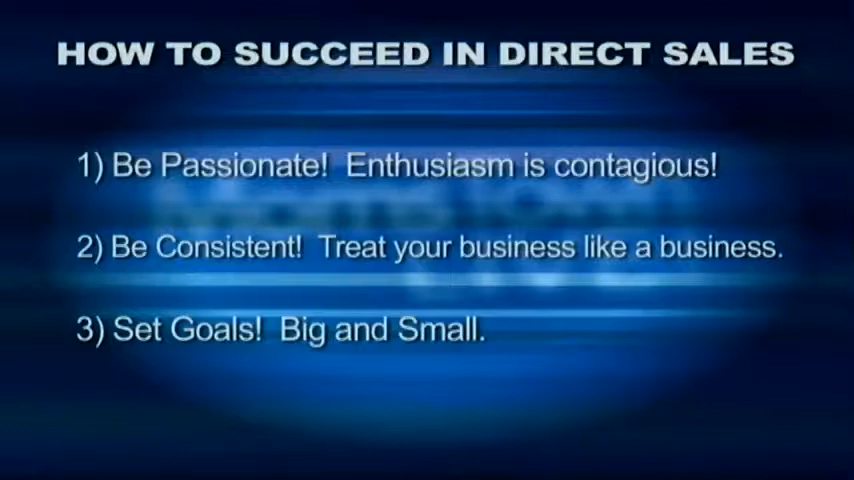 HOW TO SUCCEED IN DIRECT SALES
1) Be Passionate! Enthusiasm is contagious!
2) Be Consistent! Treat your business like a business.
3) Set Goals! Big and Small.